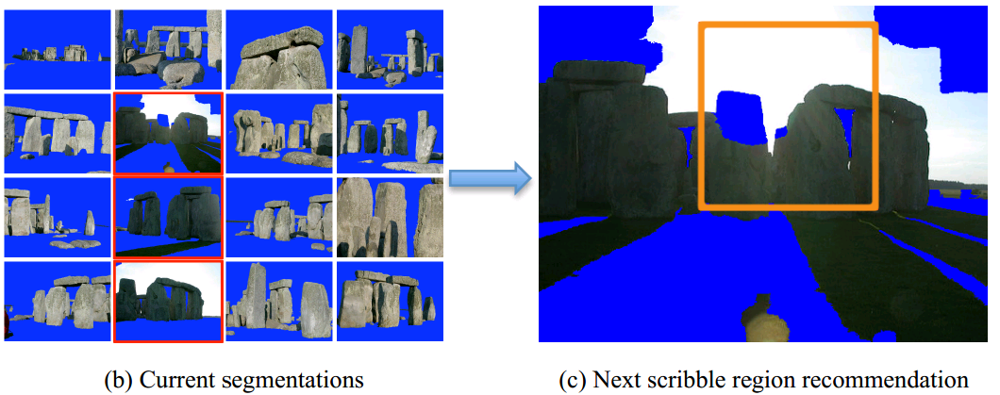 (b) Current segmentations
(c) Next scribble region recommendation